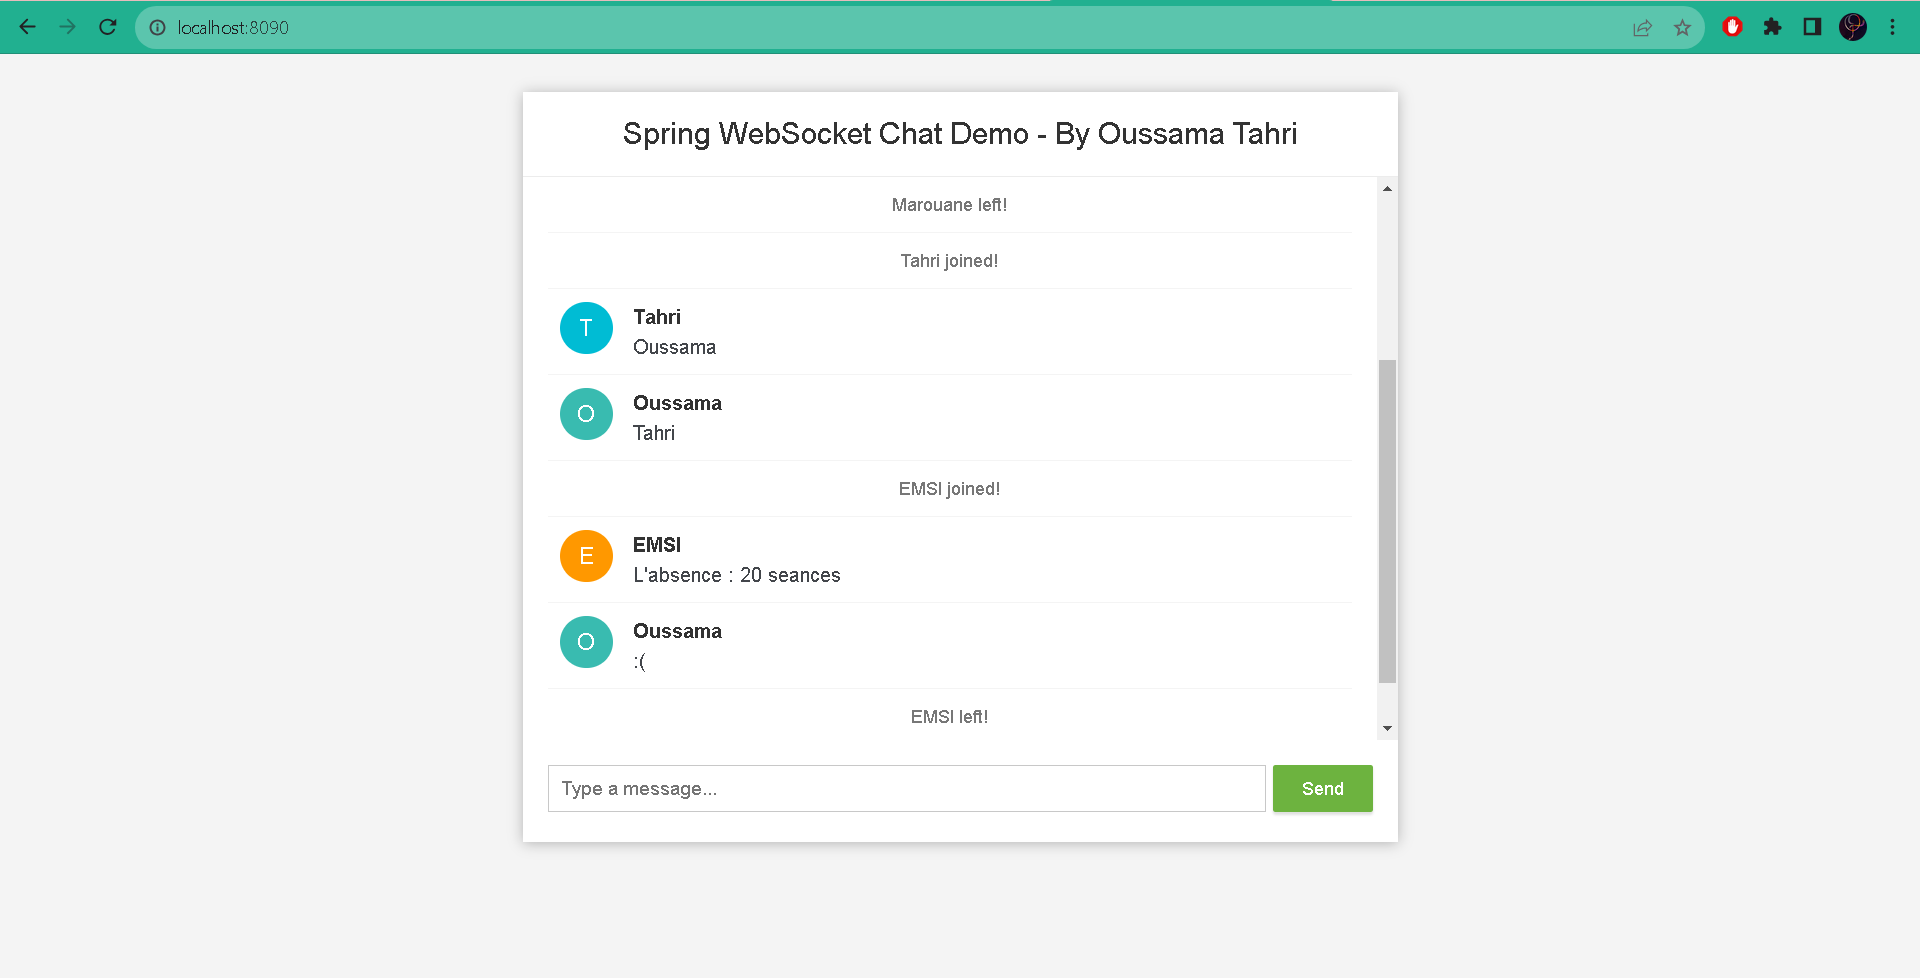 localhost:8090
Spring WebSocket Chat Demo - By Oussama Tahri
Marouane left!
Tahri joined!
T
Tahri
Oussama
O
Oussama
Tahri
EMSI joined!
E
EMSI
L'absence : 20 seances
O
Oussama
:(
EMSI left!
Type a message...
Send